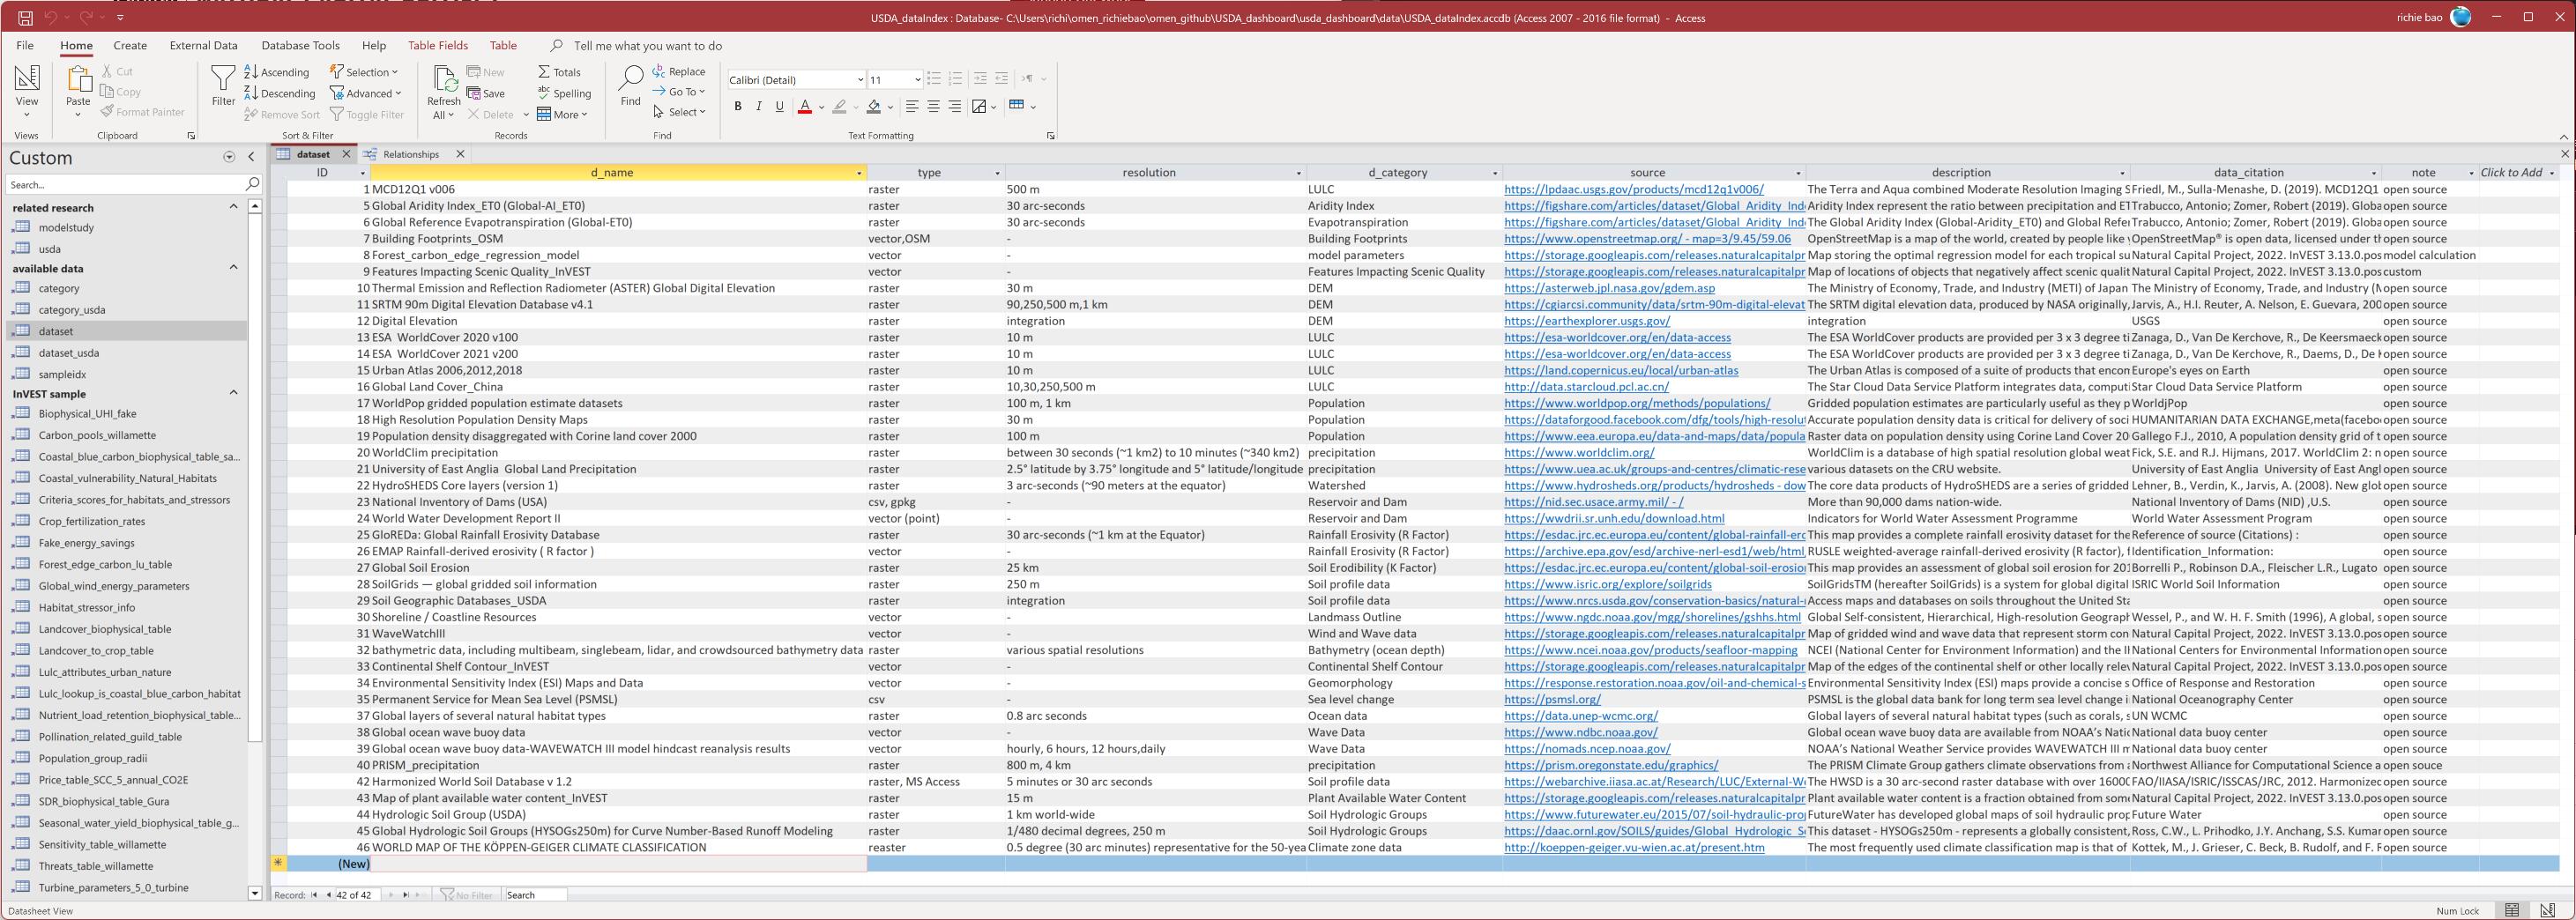 USDA_dataIndex : Database- C:\Users\richi\omen_richiebao\omen_github\USDA_dashboard\usda_dashboard\data\USDA_dataIndex.accdb (Access 2007 - 2016 file format) - Access
richie bao
File Home Create External Data Database Tools Help Table Fields Table Tell me what you want to do
View
Views
Paste
Cut
Copy
Format Painter
Clipboard
Filter
Ascending
Descending
Remove Sort
Selection
Advanced
Toggle Filter
Sort & Filter
Refresh All
New
Save
Delete
Totals
Spelling
More
Records
Find
Replace
Go To
Select
Find
Calibri (Detail) 11
B I U
Text Formatting
Custom
Search...
related research
modelstudy
usda
available data
category
category_usda
dataset
dataset_usda
sampleidx
InVEST sample
Biophysical_UHI_fake
Carbon_pools_willamette
Coastal_blue_carbon_biophysical_table_sa...
Coastal_vulnerability_Natural_Habitats
Criteria_scores_for_habitats_and_stressors
Crop_fertilization_rates
Fake_energy_savings
Forest_edge_carbon_lu_table
Global_wind_energy_parameters
Habitat_stressor_info
Landcover_biophysical_table
Landcover_to_crop_table
Lulc_attributes_urban_nature
Lulc_lookup_is_coastal_blue_carbon_habitat
Nutrient_load_retention_biophysical_table...
Pollination_related_guild_table
Population_group_radii
Price_table_SCC_5_annual_CO2E
SDR_biophysical_table_Gura
Seasonal_water_yield_biophysical_table_g...
Sensitivity_table_willamette
Threats_table_willamette
Turbine_parameters_5_0_turbine
dataset Relationships
ID d_name type resolution d_category source description data_citation note Click to Add
1 MCD12Q1 v006 raster 500 m LULC https://lpdaac.usgs.gov/products/mcd12q1v006/ The Terra and Aqua combined Moderate Resolution Imaging S Friedl, M., Sulla-Menashe, D. (2019). MCD12Q1 open source
5 Global Aridity Index_ET0 (Global-AI_ET0) raster 30 arc-seconds Aridity Index https://figshare.com/articles/dataset/Global_Aridity_Inde Aridity Index represent the ratio between precipitation and ET Trabucco, Antonio; Zomer, Robert (2019). Globa open source
6 Global Reference Evapotranspiration (Global-ET0) raster 30 arc-seconds Evapotranspiration https://figshare.com/articles/dataset/Global_Aridity_Inde The Global Aridity Index (Global-Aridity_ET0) and Global Refer Trabucco, Antonio; Zomer, Robert (2019). Globa open source
7 Building Footprints_OSM vector,OSM - Building Footprints https://www.openstreetmap.org/ - map=3/9.45/59.06 OpenStreetMap is a map of the world, created by people like OpenStreetMap® is open data, licensed under th open source
8 Forest_carbon_edge_regression_model vector - model parameters https://storage.googleapis.com/releases.naturalcapitalpr Map storing the optimal regression model for each tropical su Natural Capital Project, 2022. InVEST 3.13.0.pos model calculation
9 Features Impacting Scenic Quality_InVEST vector - Features Impacting Scenic Quality https://storage.googleapis.com/releases.naturalcapitalpr Map of locations of objects that negatively affect scenic qualit Natural Capital Project, 2022. InVEST 3.13.0.pos custom
10 Thermal Emission and Reflection Radiometer (ASTER) Global Digital Elevation raster 30 m DEM https://asterweb.jpl.nasa.gov/gdem.asp The Ministry of Economy, Trade, and Industry (METI) of Japan The Ministry of Economy, Trade, and Industry (M open source
11 SRTM 90m Digital Elevation Database v4.1 raster 90,250,500 m,1 km DEM https://cgiarcsi.community/data/srtm-90m-digital-elevat The SRTM digital elevation data, produced by NASA originally, Jarvis, A., H.I. Reuter, A. Nelson, E. Guevara, 200 open source
12 Digital Elevation raster integration DEM https://earthexplorer.usgs.gov/ integration USGS open source
13 ESA WorldCover 2020 v100 raster 10 m LULC https://esa-worldcover.org/en/data-access The ESA WorldCover products are provided per 3 x 3 degree ti Zanaga, D., Van De Kerchove, R., De Keersmaeck open source
14 ESA WorldCover 2021 v200 raster 10 m LULC https://esa-worldcover.org/en/data-access The ESA WorldCover products are provided per 3 x 3 degree ti Zanaga, D., Van De Kerchove, R., Daems, D., De K open source
15 Urban Atlas 2006,2012,2018 raster 10 m LULC https://land.copernicus.eu/local/urban-atlas The Urban Atlas is composed of a suite of products that encom Europe's eyes on Earth open source
16 Global Land Cover_China raster 10,30,250,500 m LULC http://data.starcloud.pcl.ac.cn/ The Star Cloud Data Service Platform integrates data, computi Star Cloud Data Service Platform open source
17 WorldPop gridded population estimate datasets raster 100 m, 1 km Population https://www.worldpop.org/methods/populations/ Gridded population estimates are particularly useful as they p WorldjPop open source
18 High Resolution Population Density Maps raster 30 m Population https://dataforgood.facebook.com/dfg/tools/high-resolut Accurate population density data is critical for delivery of soci HUMANITARIAN DATA EXCHANGE,meta(facebo open source
19 Population density disaggregated with Corine land cover 2000 raster 100 m Population https://www.eea.europa.eu/data-and-maps/data/popula Raster data on population density using Corine Land Cover 20 Gallego F.J., 2010, A population density grid of t open source
20 WorldClim precipitation raster between 30 seconds (~1 km2) to 10 minutes (~340 km2) precipitation https://www.worldclim.org/ WorldClim is a database of high spatial resolution global weat Fick, S.E. and R.J. Hijmans, 2017. WorldClim 2: n open source
21 University of East Anglia Global Land Precipitation raster 2.5° latitude by 3.75° longitude and 5° latitude/longitude precipitation https://www.uea.ac.uk/groups-and-centres/climatic-rese various datasets on the CRU website. University of East Anglia University of East Angl open source
22 HydroSHEDS Core layers (version 1) raster 3 arc-seconds (~90 meters at the equator) Watershed https://www.hydrosheds.org/products/hydrosheds - dow The core data products of HydroSHEDS are a series of gridded Lehner, B., Verdin, K., Jarvis, A. (2008). New glob open source
23 National Inventory of Dams (USA) csv, gpkg - Reservoir and Dam https://nid.sec.usace.army.mil/ - / More than 90,000 dams nation-wide. National Inventory of Dams (NID) ,U.S. open source
24 World Water Development Report II vector (point) - Reservoir and Dam https://wwdrii.sr.unh.edu/download.html Indicators for World Water Assessment Programme World Water Assessment Program open source
25 GloREDa: Global Rainfall Erosivity Database raster 30 arc-seconds (~1 km at the Equator) Rainfall Erosivity (R Factor) https://esdac.jrc.ec.europa.eu/content/global-rainfall-ero This map provides a complete rainfall erosivity dataset for the Reference of source (Citations) : open source
26 EMAP Rainfall-derived erosivity ( R factor ) vector - Rainfall Erosivity (R Factor) https://archive.epa.gov/esd/archive-nerl-esd1/web/html, RUSLE weighted-average rainfall-derived erosivity (R factor), f Identification_Information: open source
27 Global Soil Erosion raster 25 km Soil Erodibility (K Factor) https://esdac.jrc.ec.europa.eu/content/global-soil-erosio This map provides an assessment of global soil erosion for 201 Borrelli P., Robinson D.A., Fleischer L.R., Lugato open source
28 SoilGrids — global gridded soil information raster 250 m Soil profile data https://www.isric.org/explore/soilgrids SoilGridsTM (hereafter SoilGrids) is a system for global digital ISRIC World Soil Information open source
29 Soil Geographic Databases_USDA raster integration Soil profile data https://www.nrcs.usda.gov/conservation-basics/natural- Access maps and databases on soils throughout the United Sta open source
30 Shoreline / Coastline Resources vector - Landmass Outline https://www.ngdc.noaa.gov/mgg/shorelines/gshhs.html Global Self-consistent, Hierarchical, High-resolution Geograph Wessel, P., and W. H. F. Smith (1996), A global, s open source
31 WaveWatchIII vector - Wind and Wave data https://storage.googleapis.com/releases.naturalcapitalpr Map of gridded wind and wave data that represent storm con Natural Capital Project, 2022. InVEST 3.13.0.pos open source
32 bathymetric data, including multibeam, singlebeam, lidar, and crowdsourced bathymetry data raster various spatial resolutions Bathymetry (ocean depth) https://www.ncei.noaa.gov/products/seafloor-mapping NCEI (National Center for Environment Information) and the II National Centers for Environmental Information open source
33 Continental Shelf Contour_InVEST vector - Continental Shelf Contour https://storage.googleapis.com/releases.naturalcapitalpr Map of the edges of the continental shelf or other locally relev Natural Capital Project, 2022. InVEST 3.13.0.pos open source
34 Environmental Sensitivity Index (ESI) Maps and Data vector - Geomorphology https://response.restoration.noaa.gov/oil-and-chemical-s Environmental Sensitivity Index (ESI) maps provide a concise s Office of Response and Restoration open source
35 Permanent Service for Mean Sea Level (PSMSL) csv - Sea level change https://psmsl.org/ PSMSL is the global data bank for long term sea level change i National Oceanography Center open source
37 Global layers of several natural habitat types raster 0.8 arc seconds Ocean data https://data.unep-wcmc.org/ Global layers of several natural habitat types (such as corals, s UN WCMC open source
38 Global ocean wave buoy data vector - Wave Data https://www.ndbc.noaa.gov/ Global ocean wave buoy data are available from NOAA's Natic National data buoy center open source
39 Global ocean wave buoy data-WAVEWATCH III model hindcast reanalysis results vector hourly, 6 hours, 12 hours,daily Wave Data https://nomads.ncep.noaa.gov/ NOAA's National Weather Service provides WAVEWATCH III m National data buoy center open source
40 PRISM_precipitation raster 800 m, 4 km precipitation https://prism.oregonstate.edu/graphics/ The PRISM Climate Group gathers climate observations from a Northwest Alliance for Computational Science a open souce
42 Harmonized World Soil Database v 1.2 raster, MS Access 5 minutes or 30 arc seconds Soil profile data https://webarchive.iiasa.ac.at/Research/LUC/External-W The HWSD is a 30 arc-second raster database with over 16000 FAO/IIASA/ISRIC/ISSCAS/JRC, 2012. Harmonized open source
43 Map of plant available water content_InVEST raster 15 m Plant Available Water Content https://storage.googleapis.com/releases.naturalcapitalpr Plant available water content is a fraction obtained from some Natural Capital Project, 2022. InVEST 3.13.0.pos open source
44 Hydrologic Soil Group (USDA) raster 1 km world-wide Soil Hydrologic Groups https://www.futurewater.eu/2015/07/soil-hydraulic-prop FutureWater has developed global maps of soil hydraulic prop Future Water open source
45 Global Hydrologic Soil Groups (HYSOGs250m) for Curve Number-Based Runoff Modeling raster 1/480 decimal degrees, 250 m Soil Hydrologic Groups https://daac.ornl.gov/SOILS/guides/Global_Hydrologic_So This dataset - HYSOGs250m - represents a globally consistent, Ross, C.W., L. Prihodko, J.Y. Anchang, S.S. Kumar open source
46 WORLD MAP OF THE KÖPPEN-GEIGER CLIMATE CLASSIFICATION reaster 0.5 degree (30 arc minutes) representative for the 50-yea Climate zone data http://koeppen-geiger.vu-wien.ac.at/present.htm The most frequently used climate classification map is that of Kottek, M., J. Grieser, C. Beck, B. Rudolf, and F. F open source
(New)
Record: 42 of 42 No Filter Search
Datasheet View Num Lock